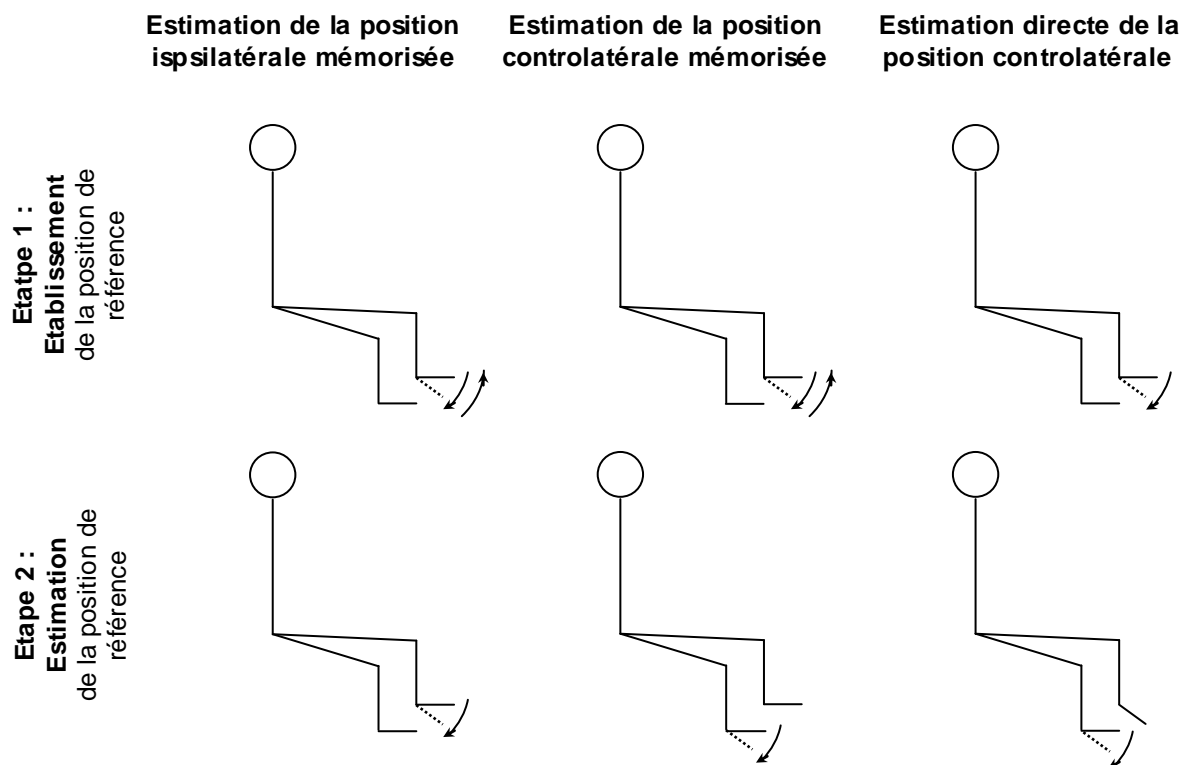 Estimation de la position
ispsilatérale mémorisée
Estimation de la position
controlatérale mémorisée
Estimation directe de la
position controlatérale
Etatpe 1 :
Etablissement
de la position de
référence
Etape 2 :
Estimation
de la position de
référence